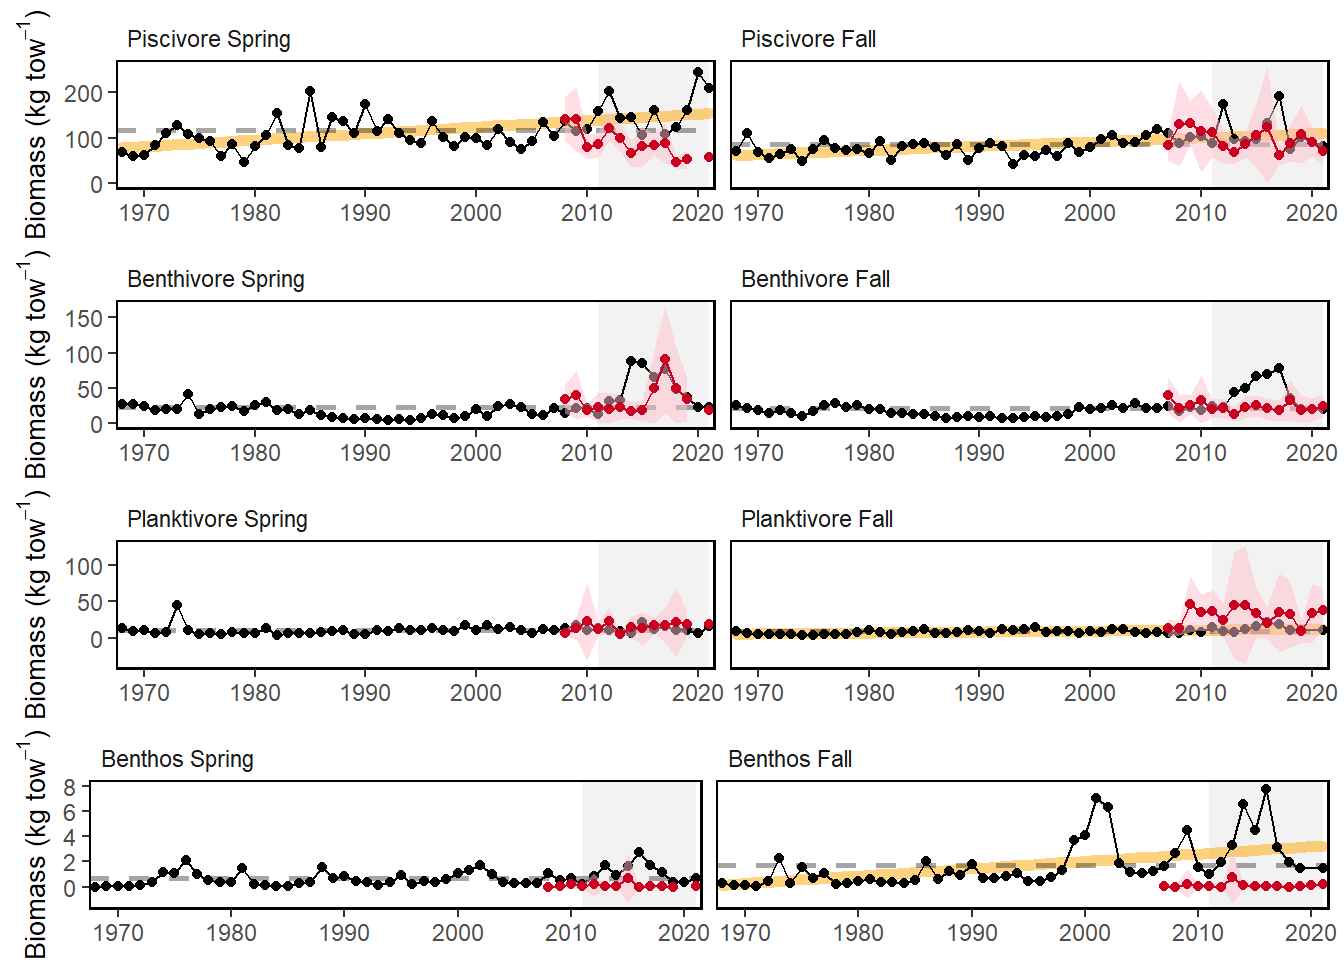 Piscivore Spring
Piscivore Fall
Biomass (kg tow⁻¹)
200
100
0
1970 1980 1990 2000 2010 2020
1970 1980 1990 2000 2010 2020
Benthivore Spring
Benthivore Fall
Biomass (kg tow⁻¹)
150
100
50
0
1970 1980 1990 2000 2010 2020
1970 1980 1990 2000 2010 2020
Planktivore Spring
Planktivore Fall
Biomass (kg tow⁻¹)
100
50
0
1970 1980 1990 2000 2010 2020
1970 1980 1990 2000 2010 2020
Benthos Spring
Benthos Fall
Biomass (kg tow⁻¹)
8
6
4
2
0
1970 1980 1990 2000 2010 2020
1970 1980 1990 2000 2010 2020